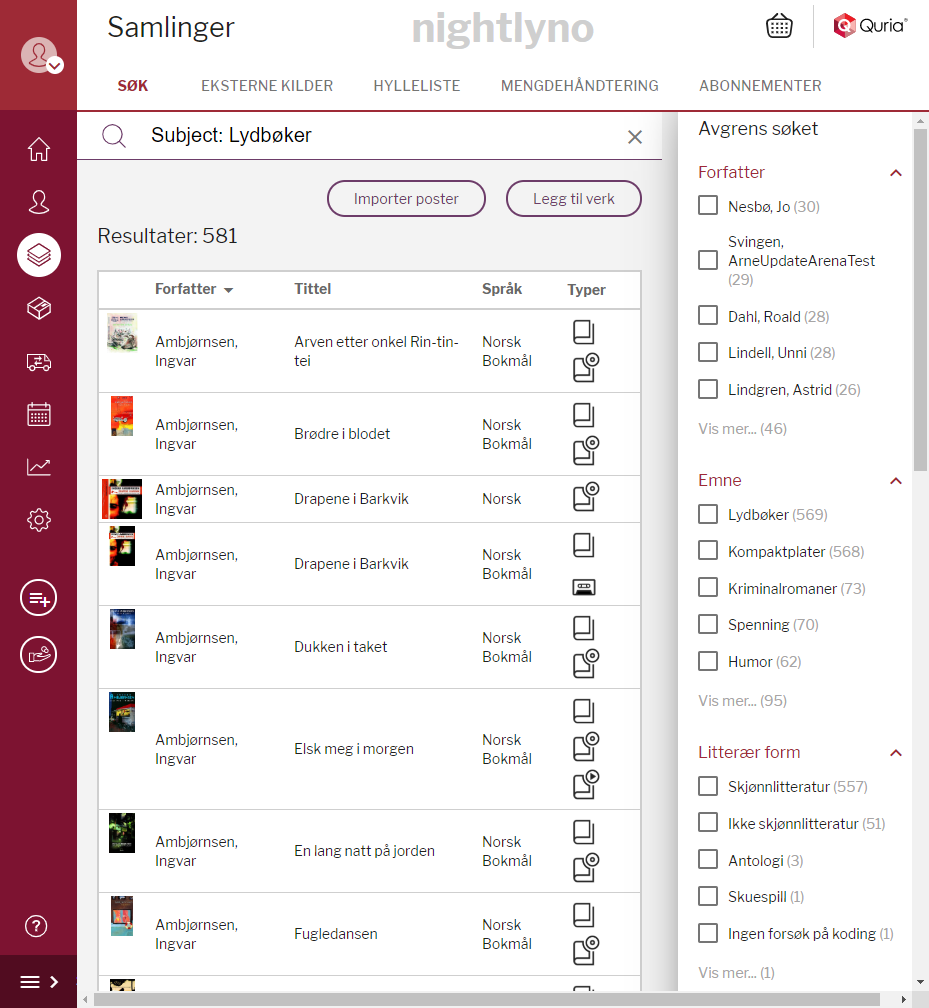 Samlinger
nightlyno
Quria
SØK
EKSTERNE KILDER
HYLLELISTE
MENGDEHÅNDTERING
ABONNEMENTER
Subject: Lydbøker
Importer poster
Legg til verk
Resultater: 581
Forfatter
Tittel
Språk
Typer
Ambjørnsen,
Ingvar
Arven etter onkel Rin-tin-
tei
Norsk
Bokmål
Ambjørnsen,
Ingvar
Brødre i blodet
Norsk
Bokmål
Ambjørnsen,
Ingvar
Drapene i Barkvik
Norsk
Ambjørnsen,
Ingvar
Drapene i Barkvik
Norsk
Bokmål
Ambjørnsen,
Ingvar
Dukken i taket
Norsk
Bokmål
Ambjørnsen,
Ingvar
Elsk meg i morgen
Norsk
Bokmål
Ambjørnsen,
Ingvar
En lang natt på jorden
Norsk
Bokmål
Ambjørnsen,
Ingvar
Fugledansen
Norsk
Bokmål
Avgrens søket
Forfatter
Nesbø, Jo (30)
Svingen,
ArneUpdateArenaTest
(29)
Dahl, Roald (28)
Lindell, Unni (28)
Lindgren, Astrid (26)
Vis mer... (46)
Emne
Lydbøker (569)
Kompaktplater (568)
Kriminalromaner (73)
Spenning (70)
Humor (62)
Vis mer... (95)
Litterær form
Skjønnlitteratur (557)
Ikke skjønnlitteratur (51)
Antologi (3)
Skuespill (1)
Ingen forsøk på koding (1)
Vis mer... (1)